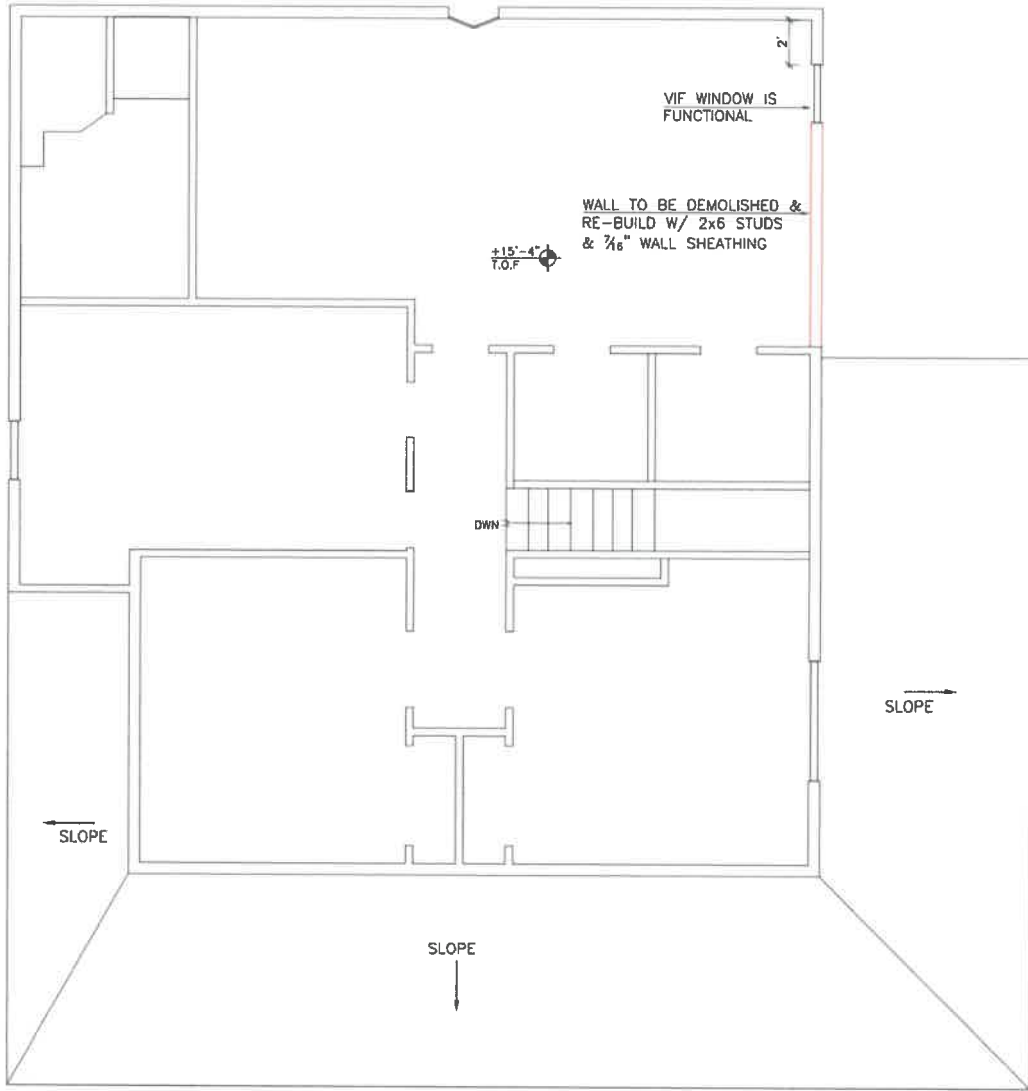 2'
VIF WINDOW IS
FUNCTIONAL
WALL TO BE DEMOLISHED &
RE-BUILD W/ 2x6 STUDS
& 7/16" WALL SHEATHING
+15'-4"
T.O.F
DWN
SLOPE
SLOPE
SLOPE